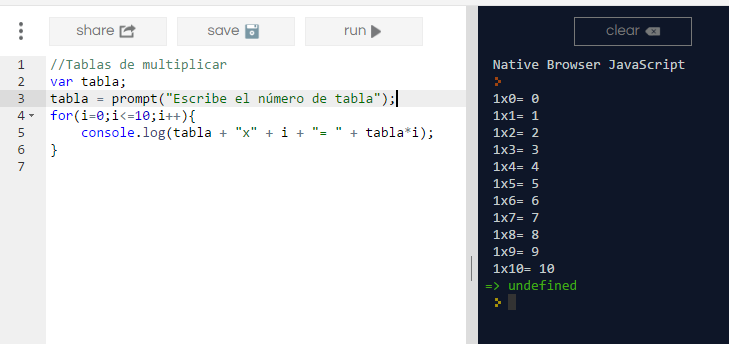 share save run clear
1 //Tablas de multiplicar
2 var tabla;
3 tabla = prompt("Escribe el número de tabla");
4 for(i=0;i<=10;i++){
5     console.log(tabla + "x" + i + "= " + tabla*i);
6 }
7
Native Browser JavaScript
1x0= 0
1x1= 1
1x2= 2
1x3= 3
1x4= 4
1x5= 5
1x6= 6
1x7= 7
1x8= 8
1x9= 9
1x10= 10
=> undefined